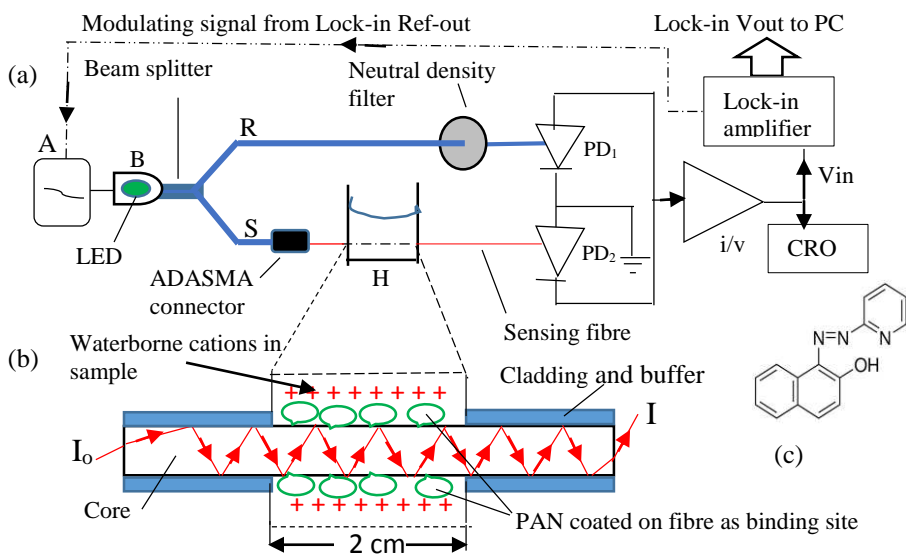 Modulating signal from Lock-in Ref-out
Lock-in Vout to PC
(a)
Beam splitter
Neutral density
filter
Lock-in
amplifier
A
B
R
PD1
Vin
LED
S
ADASMA
connector
H
PD2
i/v
CRO
Sensing fibre
(b)
Waterborne cations in
sample
+ + + + + + + +
Cladding and buffer
N=N
N
OH
Io
I
(c)
Core
+ + + + + + + +
PAN coated on fibre as binding site
2 cm